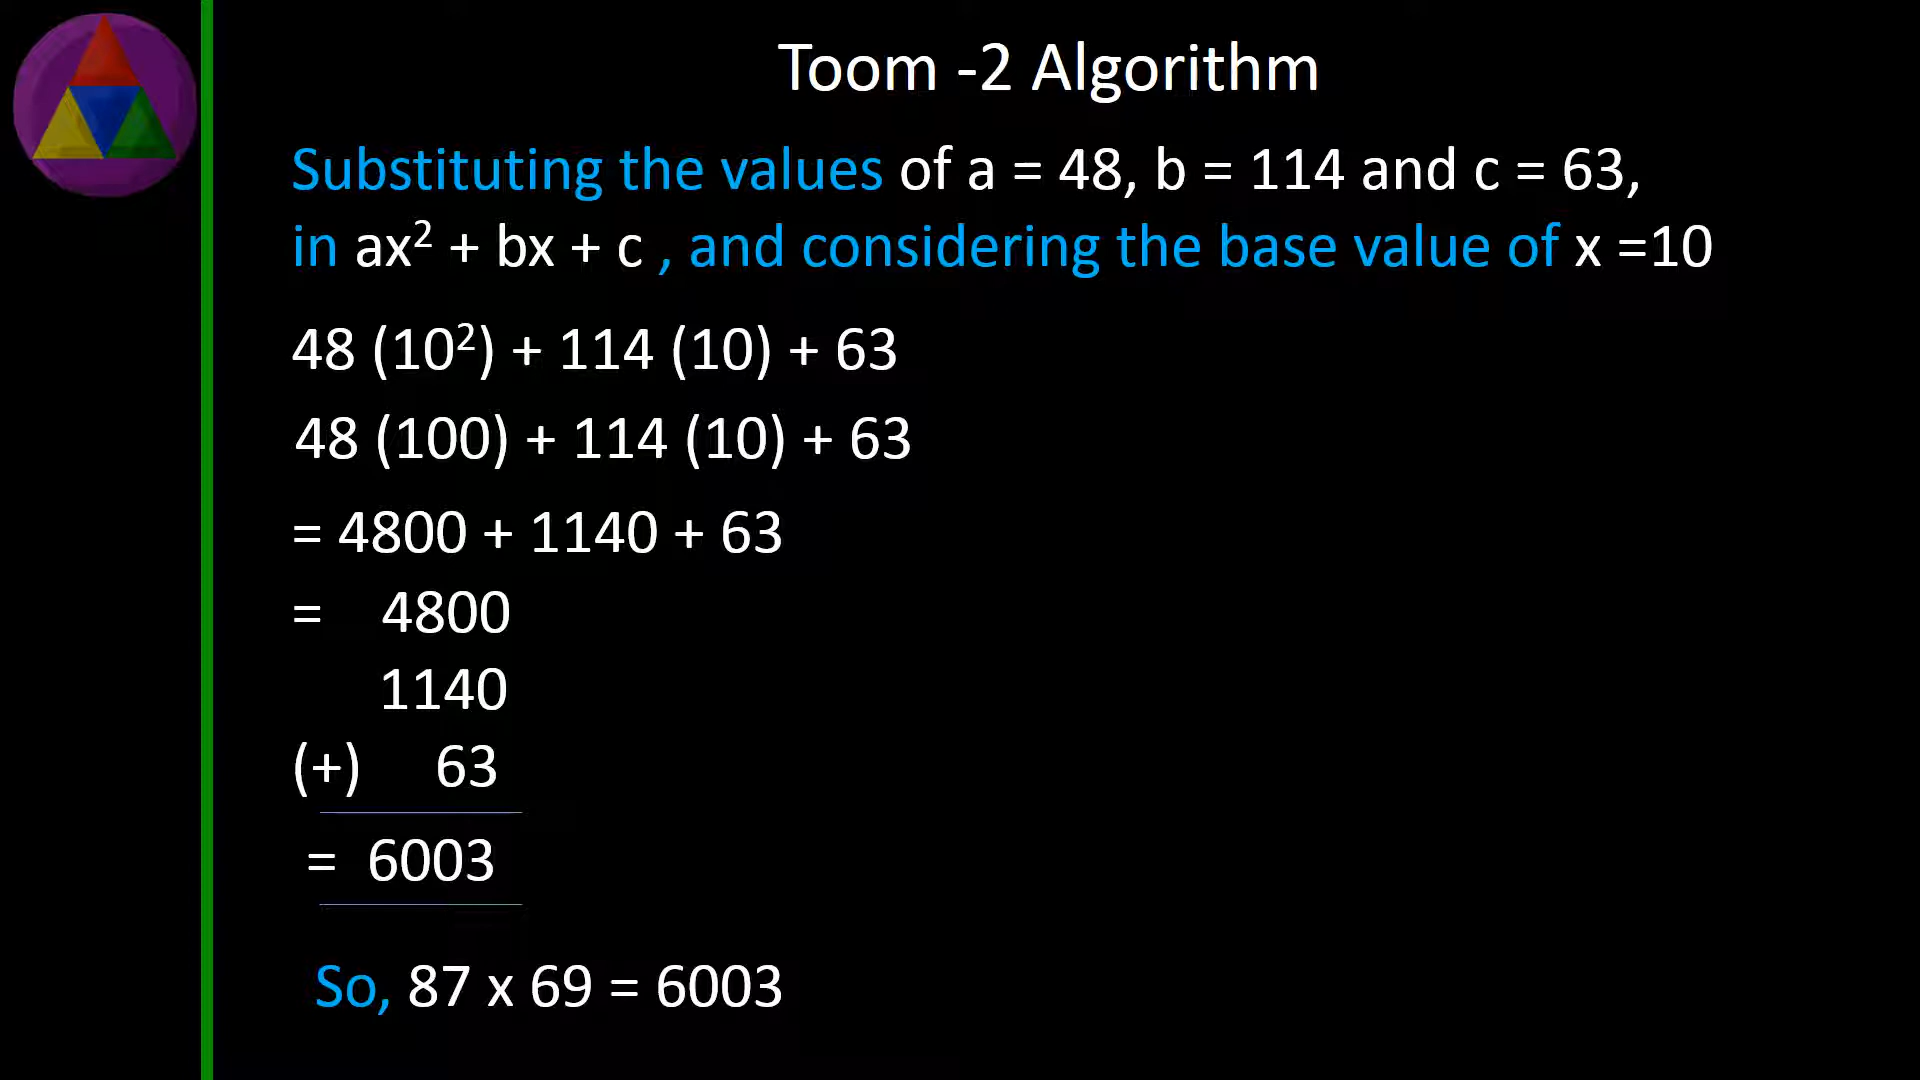 Toom -2 Algorithm
Substituting the values of a = 48, b = 114 and c = 63,
in ax² + bx + c , and considering the base value of x =10
48 (10²) + 114 (10) + 63
48 (100) + 114 (10) + 63
= 4800 + 1140 + 63
= 4800
1140
(+) 63
= 6003
So, 87 x 69 = 6003